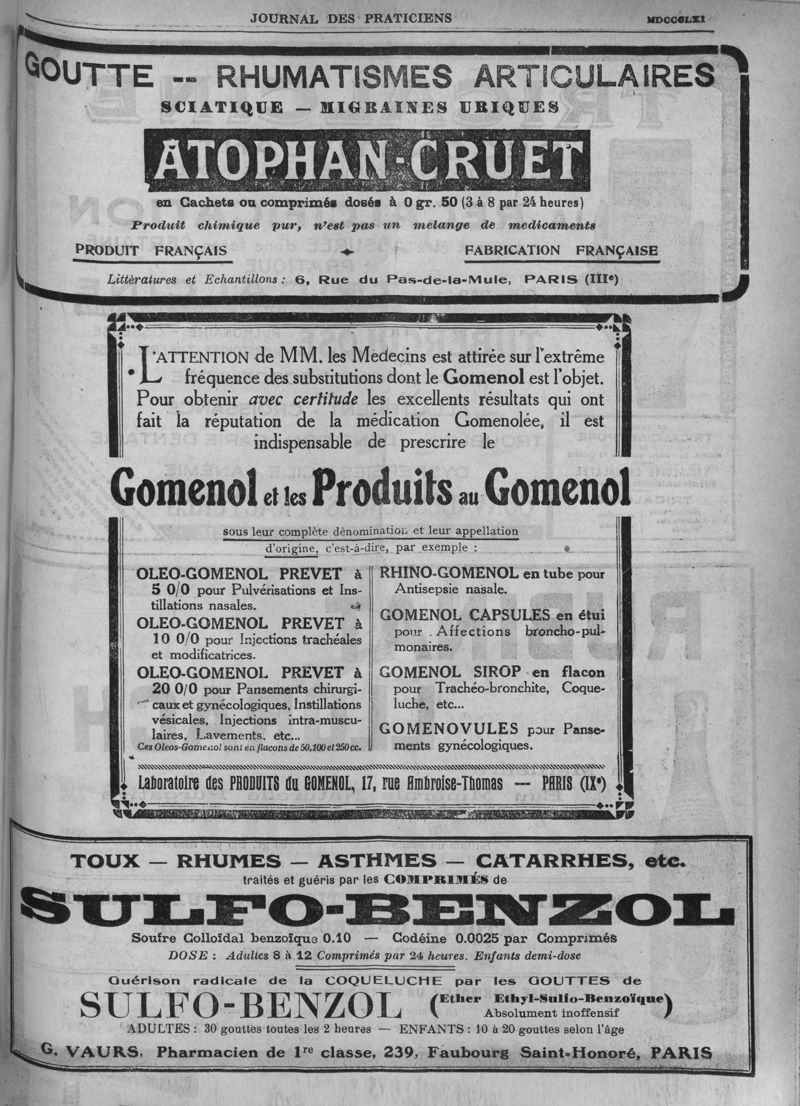 JOURNAL DES PRATICIENS
GOUTTE -- RHUMATISMES ARTICULAIRES
SCIATIQUE — MIGRAINES URIQUES
ATOPHAN-CRUET
en Cachets ou comprimés dosés à 0 gr. 50 (3 à 8 par 24 heures)
Produit chimique pur, n'est pas un mélange de medicaments
PRODUIT FRANÇAIS
FABRICATION FRANÇAISE
Littératures et Echantillons : 6, Rue du Pas-de-la-Mule, PARIS (IIIe)
L'ATTENTION de MM. les Médecins est attirée sur l'extrême
fréquence des substitutions dont le Gomenol est l'objet.
Pour obtenir avec certitude les excellents résultats qui ont
fait la réputation de la médication Gomenolée, il est
indispensable de prescrire le
Gomenol et les Produits au Gomenol
sous leur complète dénomination et leur appellation
d'origine, c'est-à-dire, par exemple :
OLEO-GOMENOL PREVET à
5 0/0 pour Pulvérisations et Ins-
tillations nasales.
OLEO-GOMENOL PREVET à
10 0/0 pour Injections trachéales
et modificatrices.
OLEO-GOMENOL PREVET à
20 0/0 pour Pansements chirurgi-
caux et gynécologiques, Instillations
vésicales, Injections intra-muscu-
laires, Lavements, etc...
Ces Oleos-Gomenol sont en flacons de 50, 100 et 250 cc.
RHINO-GOMENOL en tube pour
Antisepsie nasale.
GOMENOL CAPSULES en étui
pour Affections broncho-pul-
monaires.
GOMENOL SIROP en flacon
pour Trachéo-bronchite, Coque-
luche, etc...
GOMENOVULES pour Panse-
ments gynécologiques.
Laboratoire des PRODUITS du GOMENOL, 17, rue Ambroise-Thomas — PARIS (IXe)
TOUX — RHUMES — ASTHMES — CATARRHES, etc.
traités et guéris par les COMPRIMÉS de
SULFO-BENZOL
Soufre Colloïdal benzoïque 0.10 — Codéine 0.0025 par Comprimés
DOSE : Adultes 8 à 12 Comprimés par 24 heures. Enfants demi-dose
Guérison radicale de la COQUELUCHE par les GOUTTES de
SULFO-BENZOL (Ether Ethyl-Sulfo-Benzoïque)
Absolument inoffensif
ADULTES : 30 gouttes toutes les 2 heures — ENFANTS : 10 à 20 gouttes selon l'âge
G. VAURS, Pharmacien de 1re classe, 239, Faubourg Saint-Honoré, PARIS